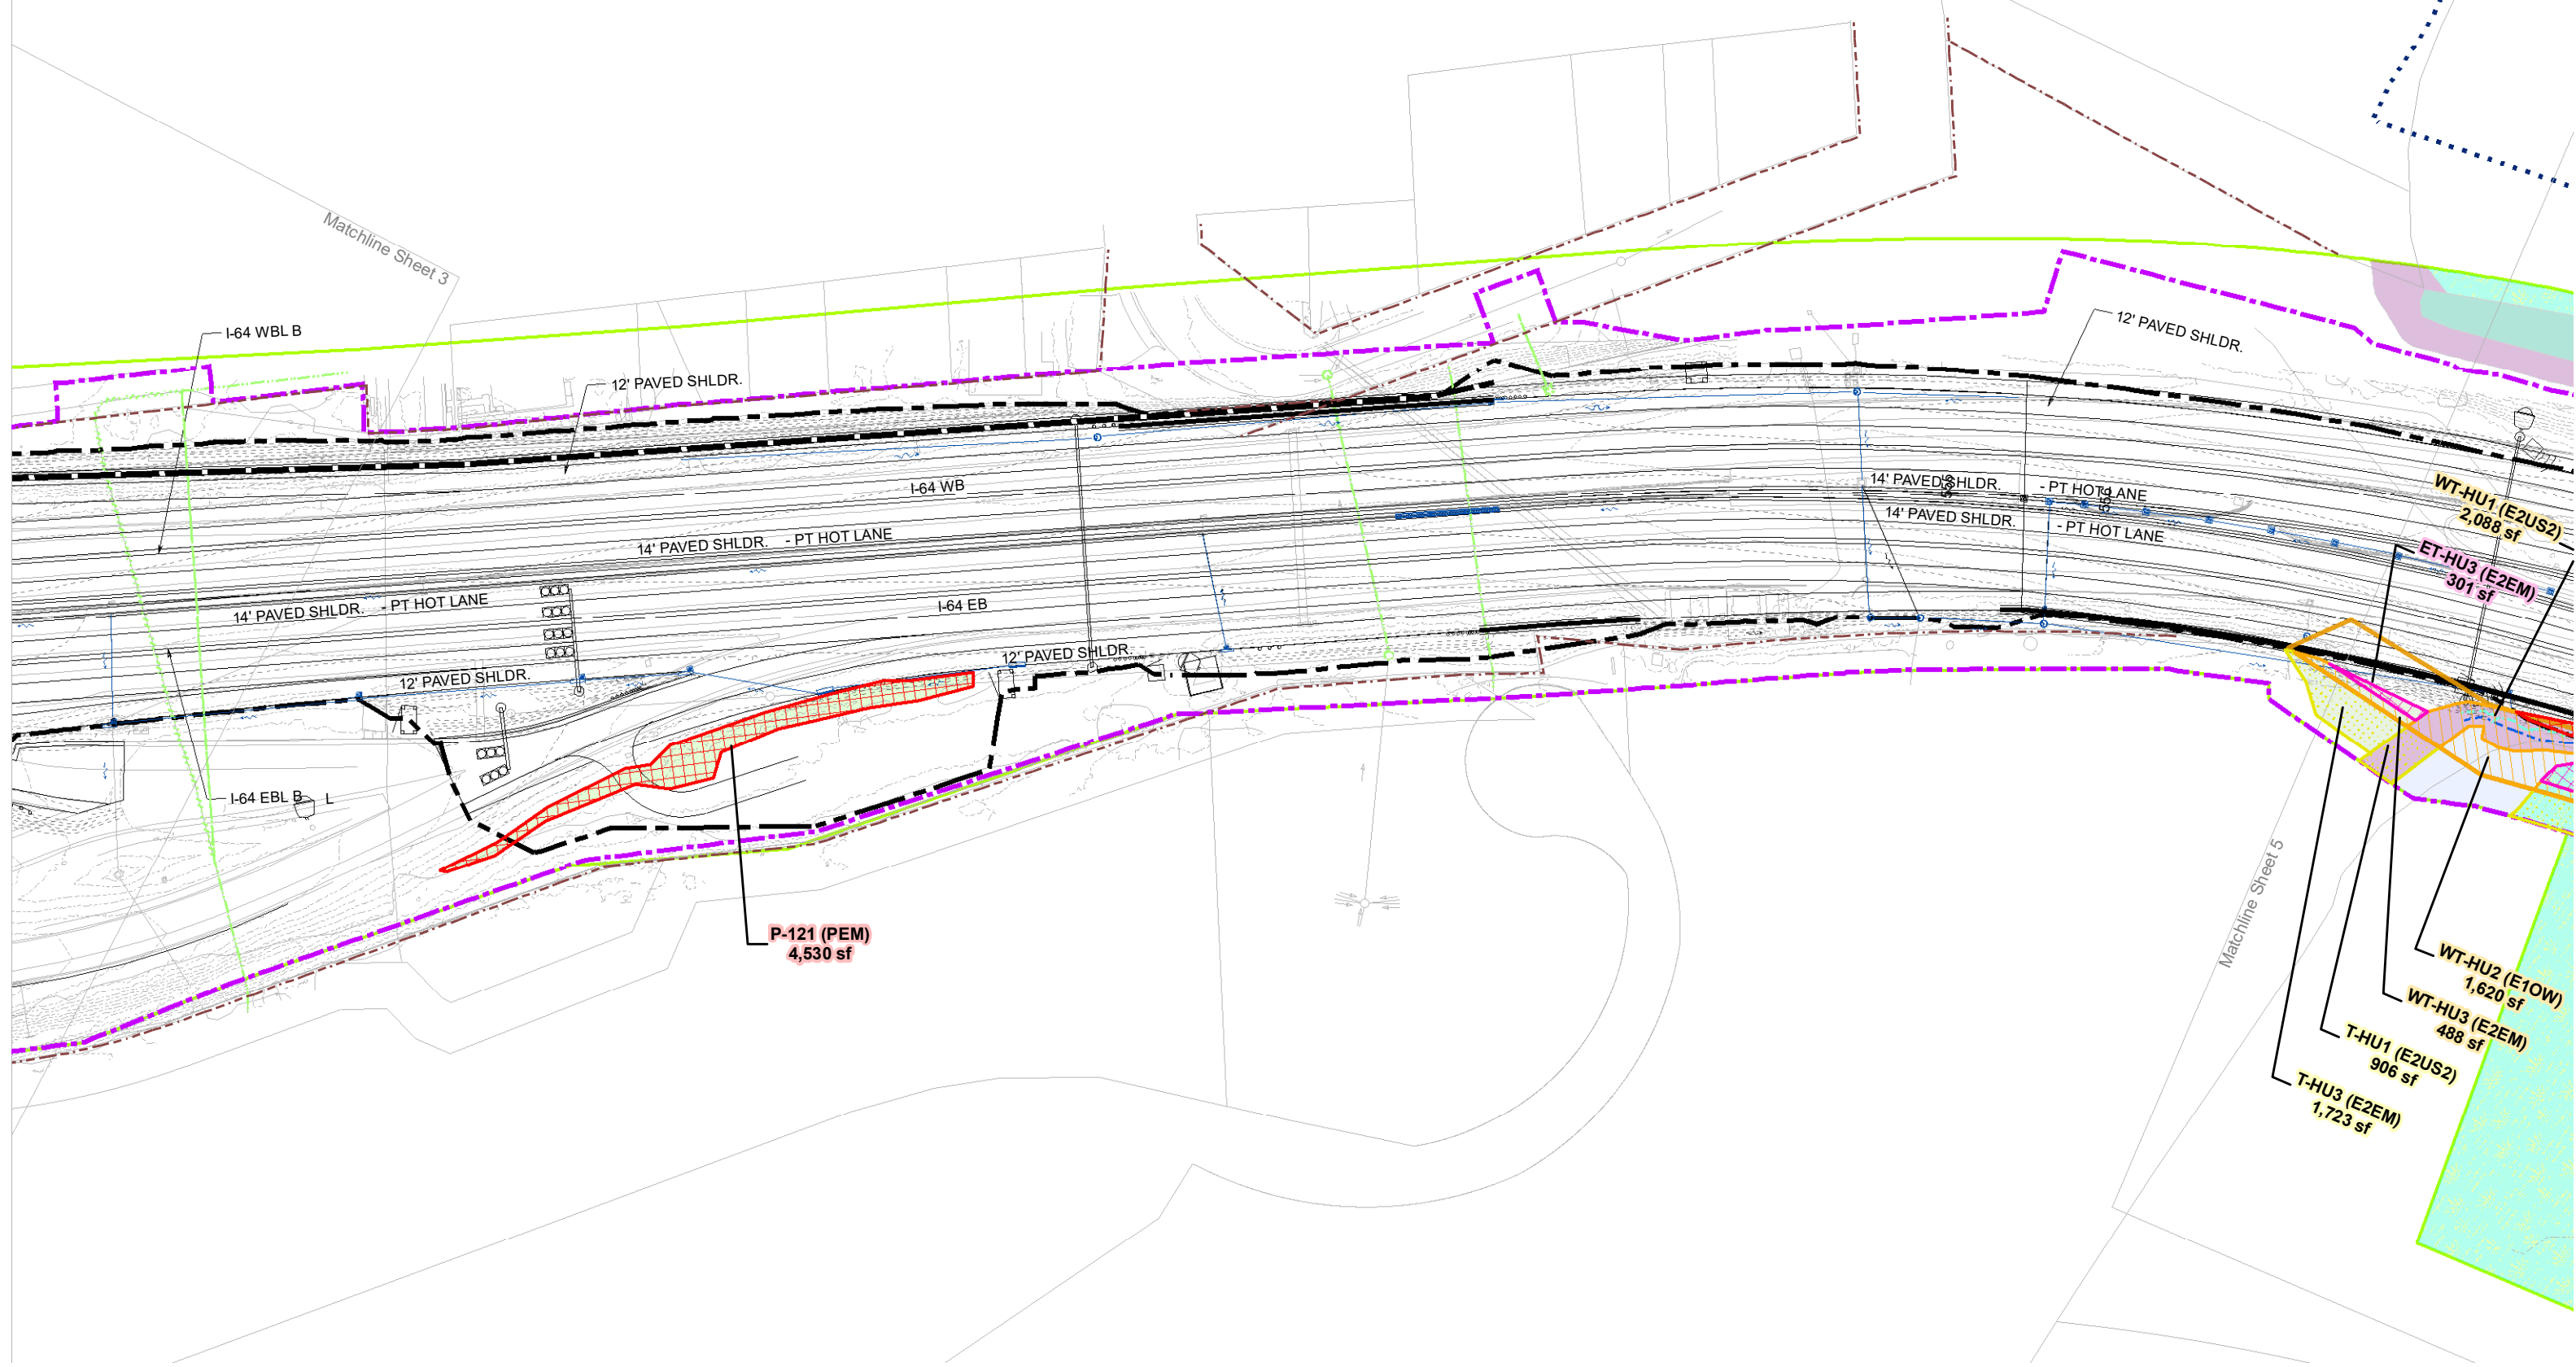 Matchline Sheet 3
I-64 WBL B
12' PAVED SHLDR.
12' PAVED SHLDR.
I-64 WB
14' PAVED SHLDR. - PT HOT LANE
14' PAVED SHLDR. - PT HOT LANE
14' PAVED SHLDR. - PT HOT LANE
555
555
WT-HU1 (E2US2)
2,088 sf
ET-HU3 (E2EM)
301 sf
I-64 EB
14' PAVED SHLDR. - PT HOT LANE
12' PAVED SHLDR.
12' PAVED SHLDR.
I-64 EBL B
L
P-121 (PEM)
4,530 sf
Matchline Sheet 5
WT-HU2 (E1OW)
1,620 sf
WT-HU3 (E2EM)
488 sf
T-HU1 (E2US2)
906 sf
T-HU3 (E2EM)
1,723 sf